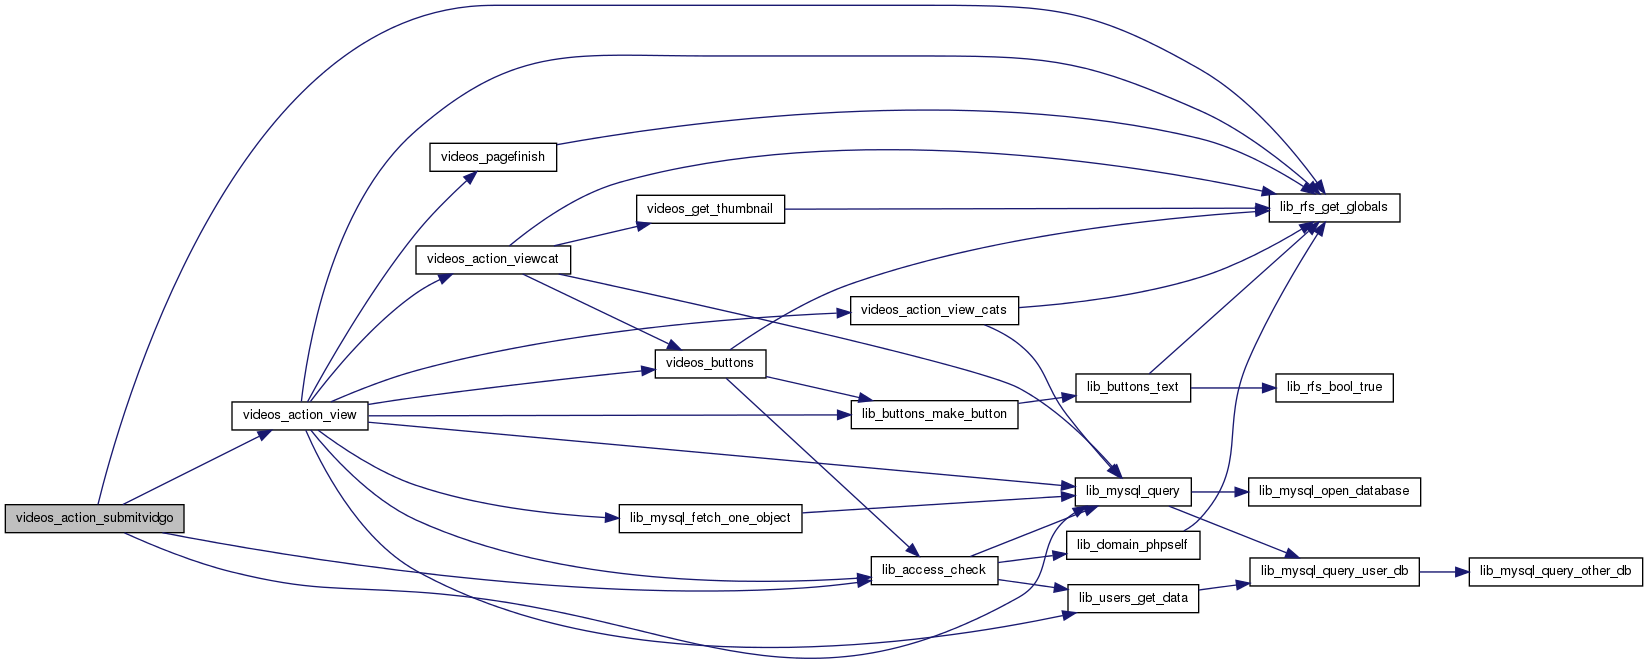 videos_pagefinish
videos_get_thumbnail
lib_rfs_get_globals
videos_action_viewcat
videos_action_view_cats
videos_buttons
lib_buttons_text
lib_rfs_bool_true
videos_action_view
lib_buttons_make_button
lib_mysql_query
lib_mysql_open_database
videos_action_submitvidgo
lib_mysql_fetch_one_object
lib_domain_phpself
lib_access_check
lib_mysql_query_user_db
lib_mysql_query_other_db
lib_users_get_data